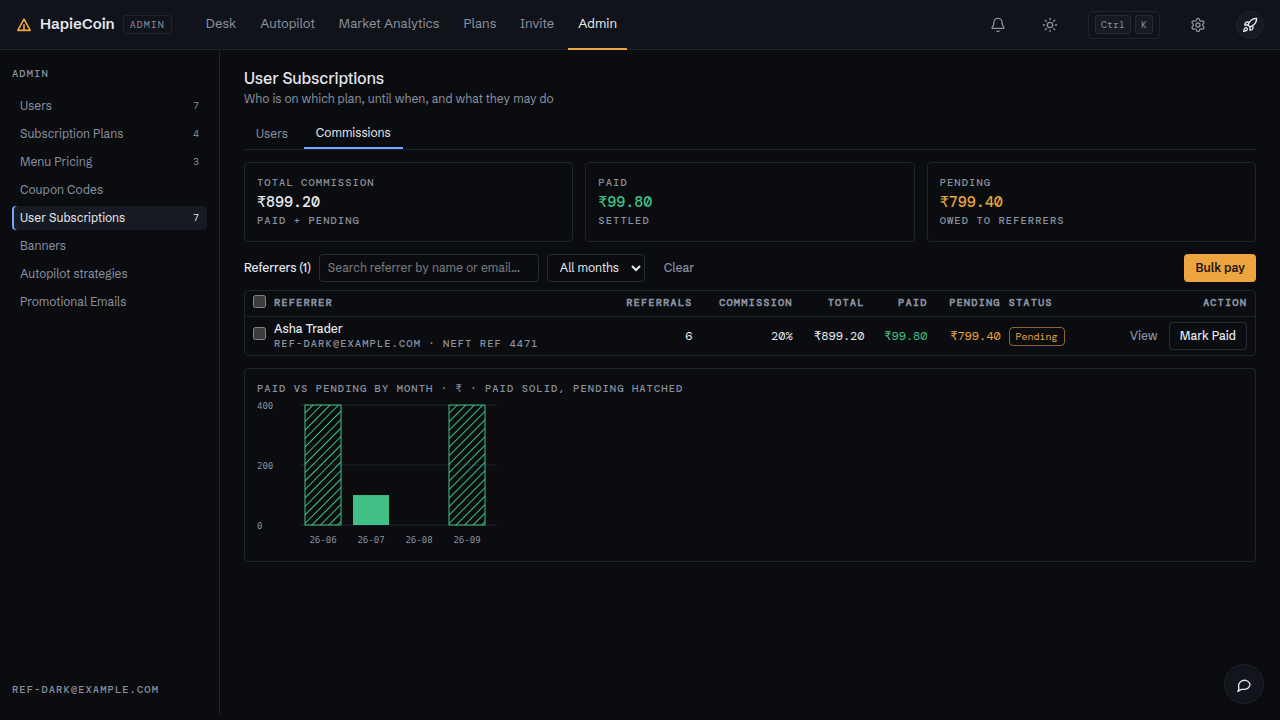 HapieCoin ADMIN Desk Autopilot Market Analytics Plans Invite Admin Ctrl K
ADMIN
Users 7
Subscription Plans 4
Menu Pricing 3
Coupon Codes
User Subscriptions 7
Banners
Autopilot strategies
Promotional Emails
REF-DARK@EXAMPLE.COM
User Subscriptions
Who is on which plan, until when, and what they may do
Users Commissions
TOTAL COMMISSION
₹899.20
PAID + PENDING
PAID
₹99.80
SETTLED
PENDING
₹799.40
OWED TO REFERRERS
Referrers (1) Search referrer by name or email... All months Clear Bulk pay
REFERRER REFERRALS COMMISSION TOTAL PAID PENDING STATUS ACTION
Asha Trader 6 20% ₹899.20 ₹99.80 ₹799.40 Pending View Mark Paid
REF-DARK@EXAMPLE.COM · NEFT REF 4471
PAID VS PENDING BY MONTH · ₹ · PAID SOLID, PENDING HATCHED
400
200
0
26-06 26-07 26-08 26-09